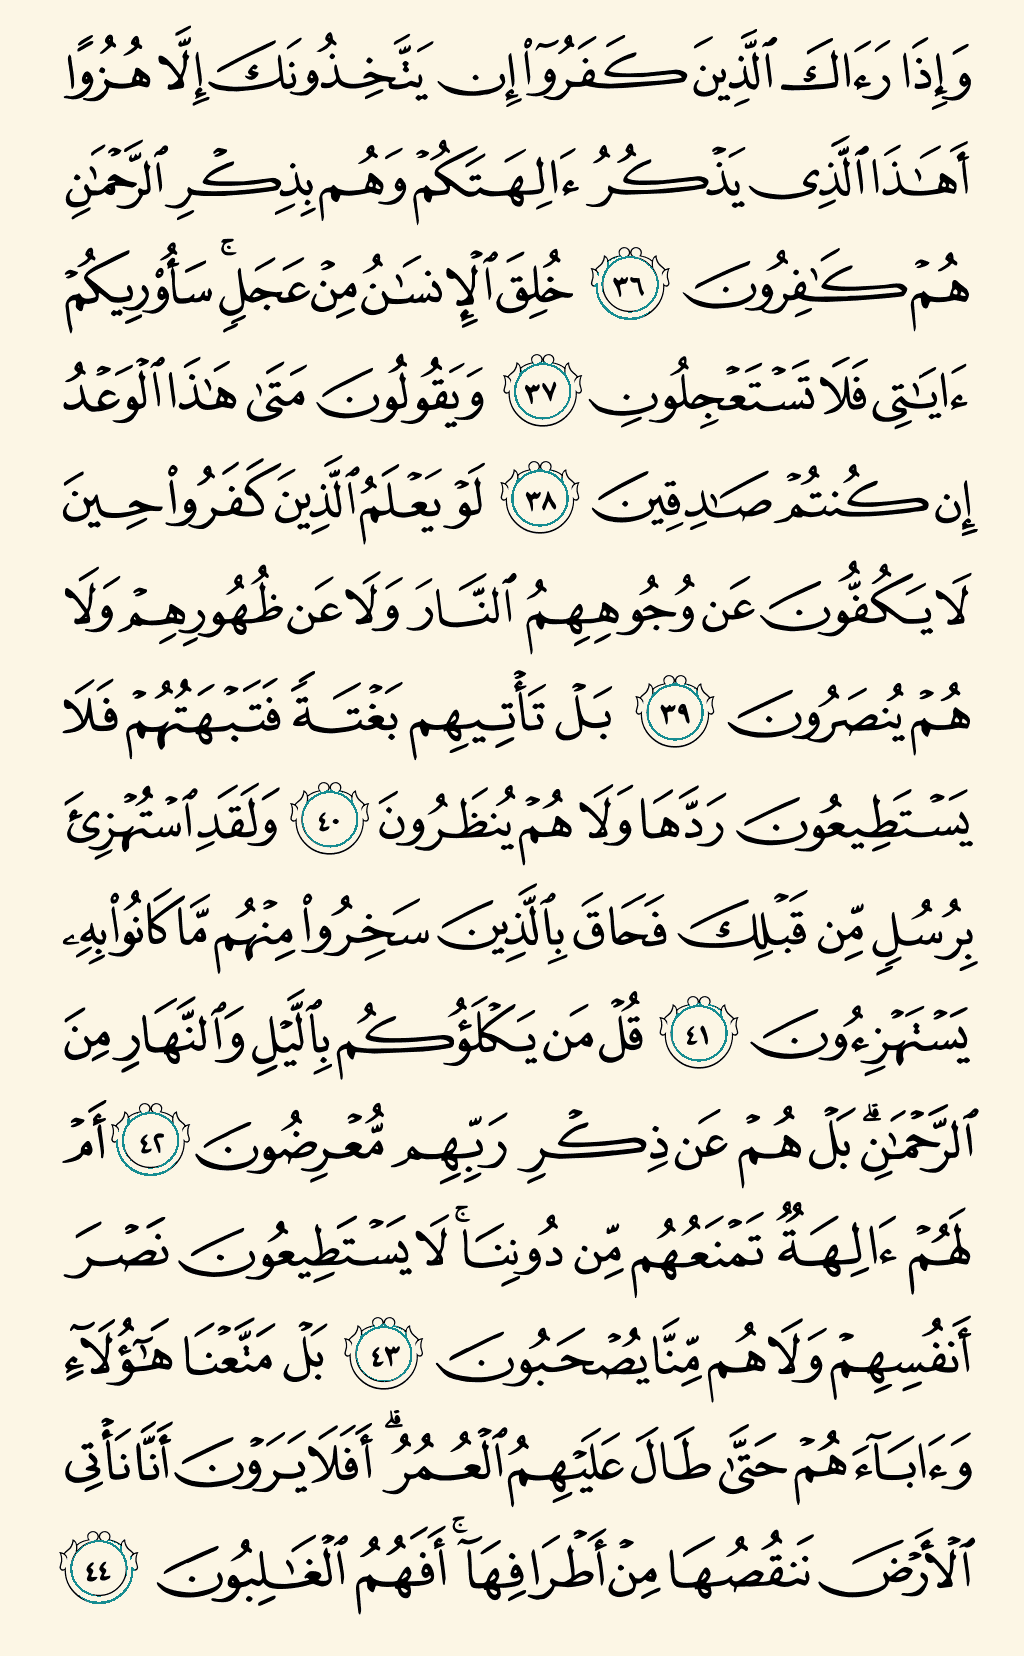 وَإِذَا رَءَاكَ ٱلَّذِينَ كَفَرُوٓا۟ إِن يَتَّخِذُونَكَ إِلَّا هُزُوًا
أَهَٰذَا ٱلَّذِى يَذْكُرُ ءَالِهَتَكُمْ وَهُم بِذِكْرِ ٱلرَّحْمَٰنِ
هُمْ كَٰفِرُونَ ٣٦ خُلِقَ ٱلْإِنسَٰنُ مِنْ عَجَلٍ ۚ سَأُو۟رِيكُمْ
ءَايَٰتِى فَلَا تَسْتَعْجِلُونِ ٣٧ وَيَقُولُونَ مَتَىٰ هَٰذَا ٱلْوَعْدُ
إِن كُنتُمْ صَٰدِقِينَ ٣٨ لَوْ يَعْلَمُ ٱلَّذِينَ كَفَرُوا۟ حِينَ
لَا يَكُفُّونَ عَن وُجُوهِهِمُ ٱلنَّارَ وَلَا عَن ظُهُورِهِمْ وَلَا
هُمْ يُنصَرُونَ ٣٩ بَلْ تَأْتِيهِم بَغْتَةً فَتَبْهَتُهُمْ فَلَا
يَسْتَطِيعُونَ رَدَّهَا وَلَا هُمْ يُنظَرُونَ ٤٠ وَلَقَدِ ٱسْتُهْزِئَ
بِرُسُلٍ مِّن قَبْلِكَ فَحَاقَ بِٱلَّذِينَ سَخِرُوا۟ مِنْهُم مَّا كَانُوا۟ بِهِۦ
يَسْتَهْزِءُونَ ٤١ قُلْ مَن يَكْلَؤُكُم بِٱلَّيْلِ وَٱلنَّهَارِ مِنَ
ٱلرَّحْمَٰنِ ۗ بَلْ هُمْ عَن ذِكْرِ رَبِّهِم مُّعْرِضُونَ ٤٢ أَمْ
لَهُمْ ءَالِهَةٌ تَمْنَعُهُم مِّن دُونِنَا ۚ لَا يَسْتَطِيعُونَ نَصْرَ
أَنفُسِهِمْ وَلَا هُم مِّنَّا يُصْحَبُونَ ٤٣ بَلْ مَتَّعْنَا هَٰٓؤُلَآءِ
وَءَابَآءَهُمْ حَتَّىٰ طَالَ عَلَيْهِمُ ٱلْعُمُرُ ۗ أَفَلَا يَرَوْنَ أَنَّا نَأْتِى
ٱلْأَرْضَ نَنقُصُهَا مِنْ أَطْرَافِهَآ ۚ أَفَهُمُ ٱلْغَٰلِبُونَ ٤٤